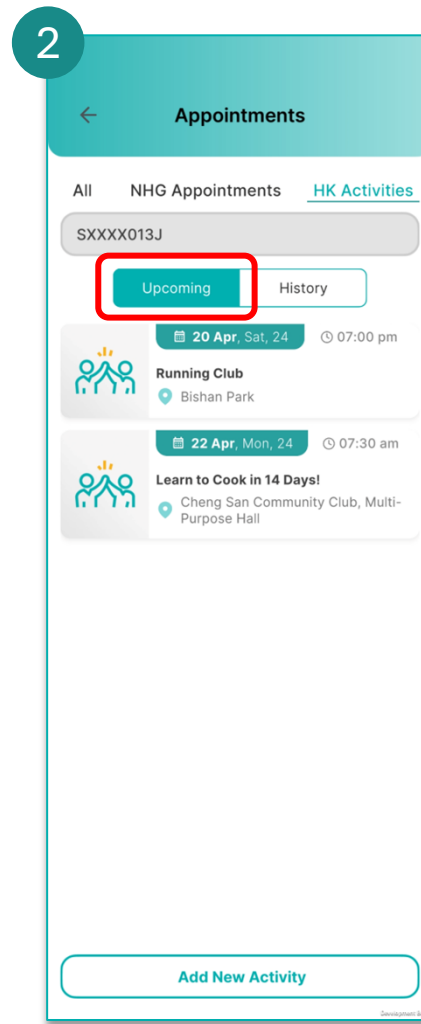 2
Appointments
All NHG Appointments HK Activities
SXXXX013J
Upcoming History
20 Apr, Sat, 24 07:00 pm
Running Club
Bishan Park
22 Apr, Mon, 24 07:30 am
Learn to Cook in 14 Days!
Cheng San Community Club, Multi-
Purpose Hall
Add New Activity